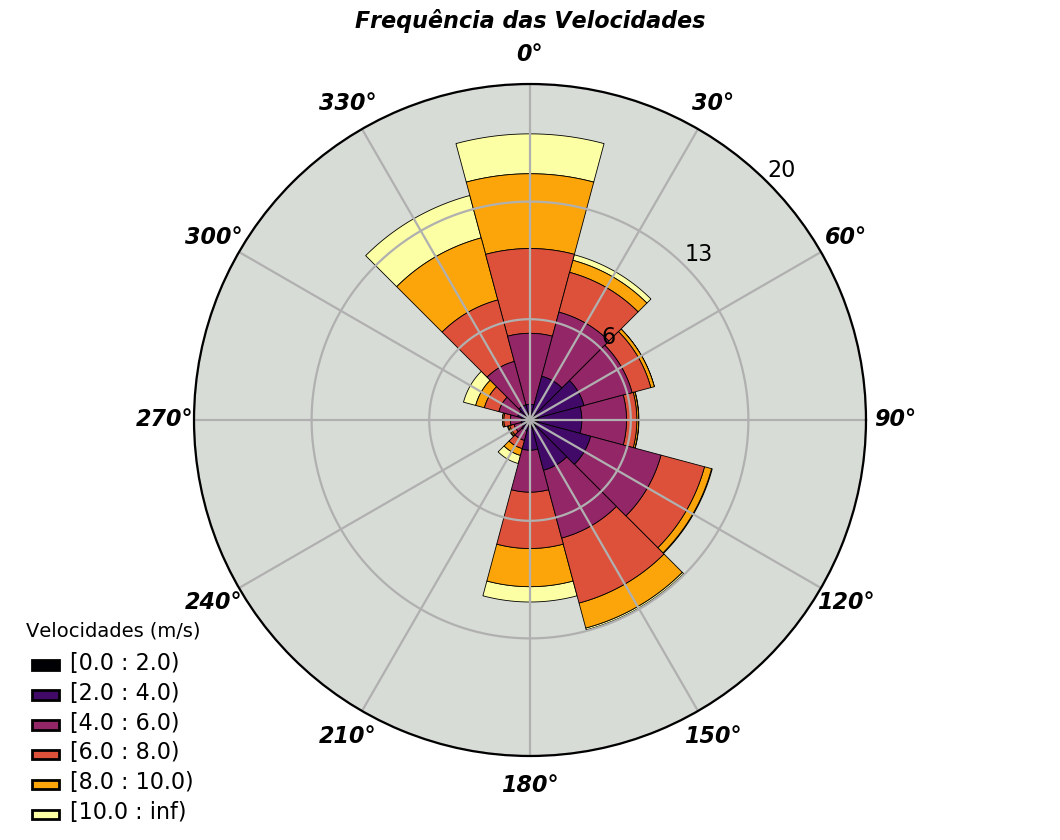 Frequência das Velocidades
0°
330°
30°
20
300°
60°
13
6
270°
90°
240°
120°
210°
150°
180°
Velocidades (m/s)
[0.0 : 2.0)
[2.0 : 4.0)
[4.0 : 6.0)
[6.0 : 8.0)
[8.0 : 10.0)
[10.0 : inf)